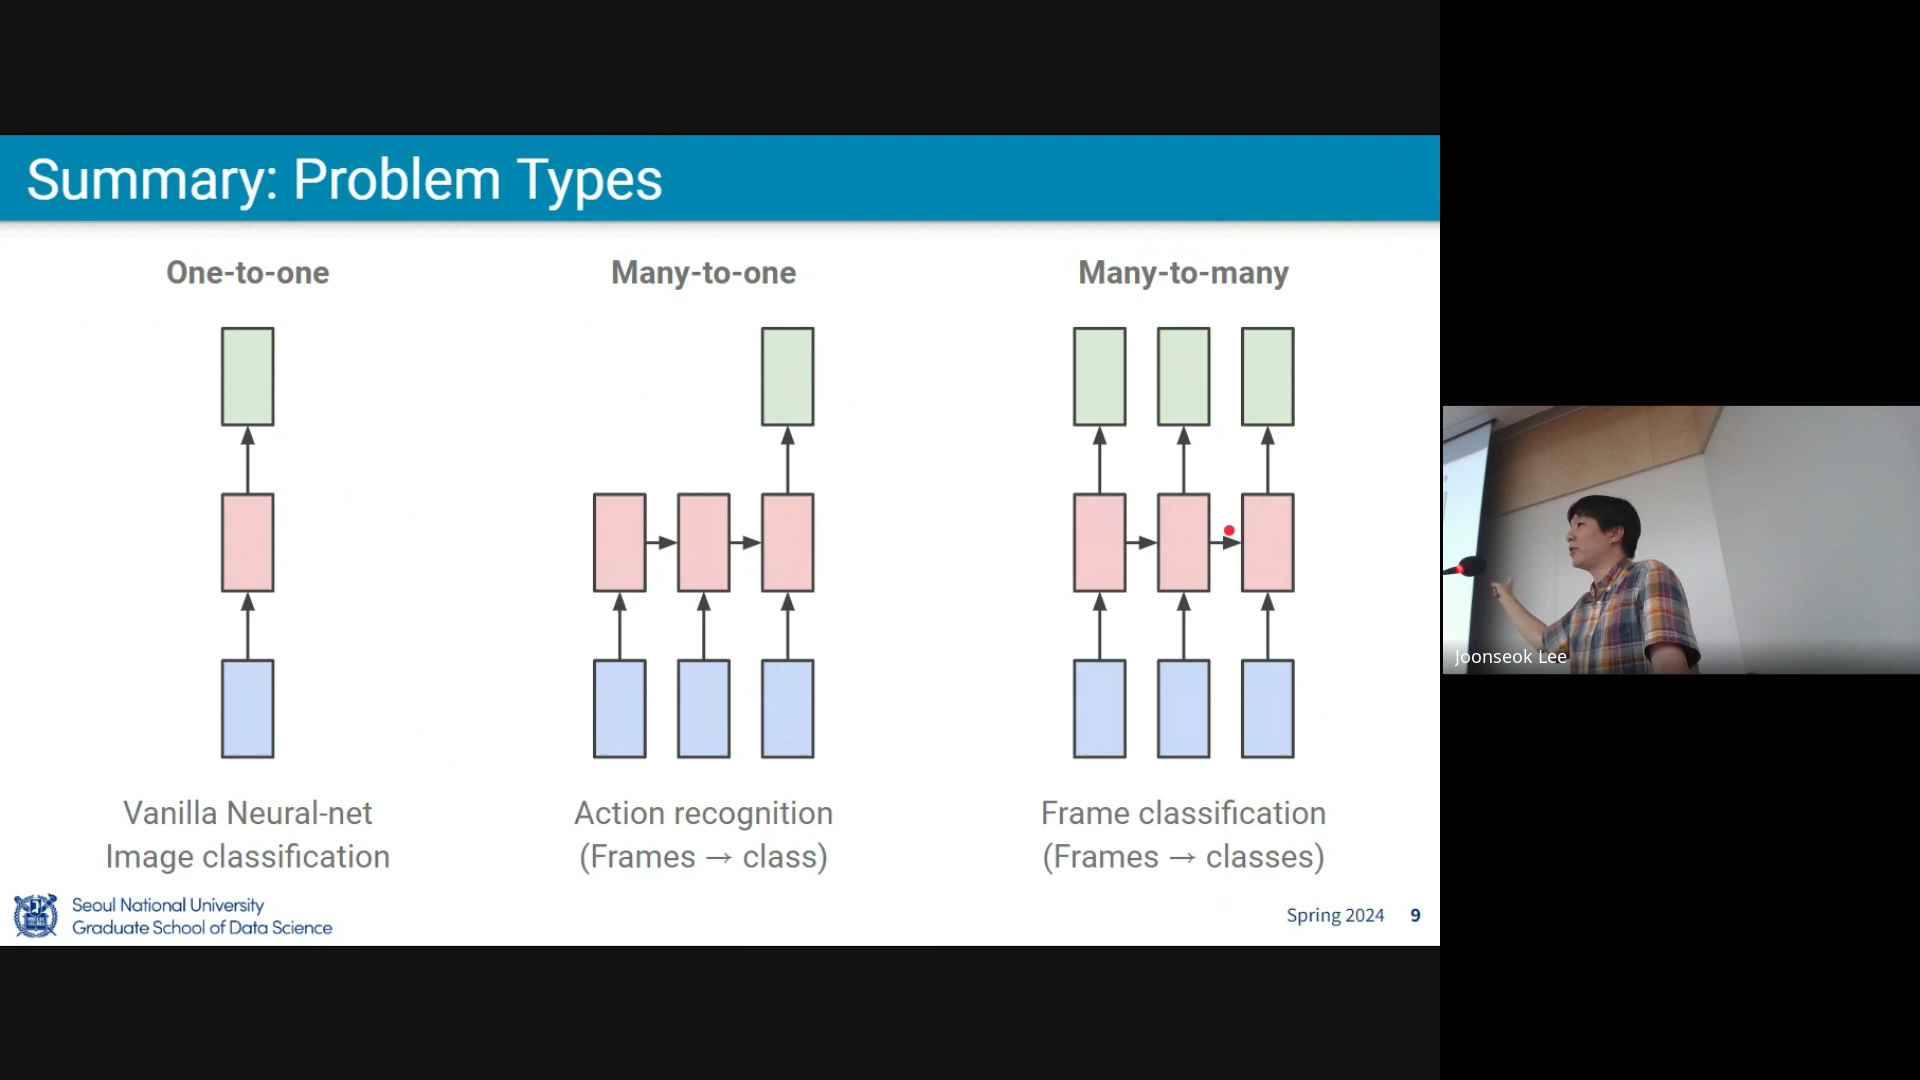 Summary: Problem Types
One-to-one
Many-to-one
Many-to-many
Vanilla Neural-net
Image classification
Action recognition
(Frames → class)
Frame classification
(Frames → classes)
Seoul National University
Graduate School of Data Science
Spring 2024 9
Joonseok Lee